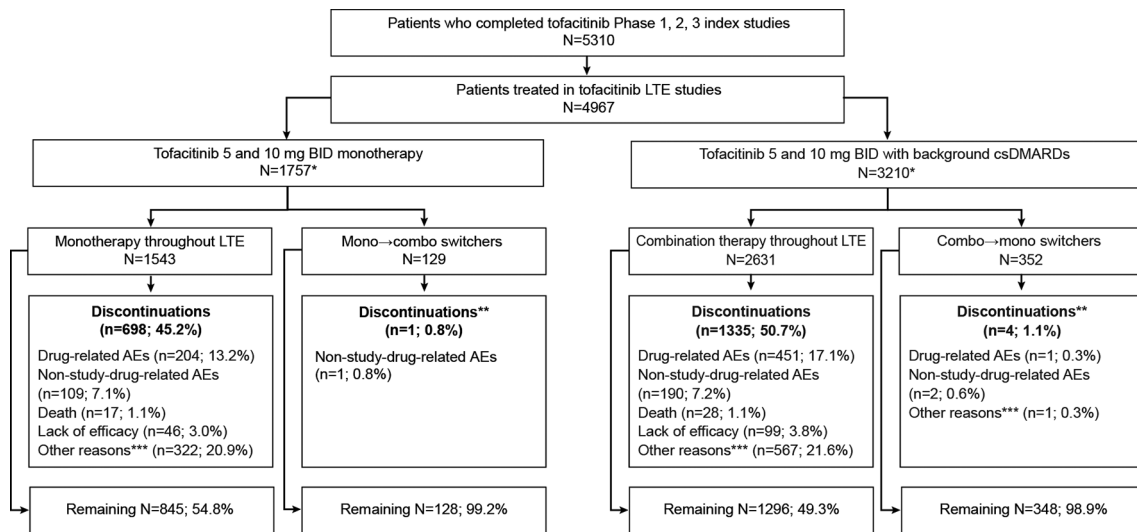 Patients who completed tofacitinib Phase 1, 2, 3 index studies
N=5310
Patients treated in tofacitinib LTE studies
N=4967
Tofacitinib 5 and 10 mg BID monotherapy
N=1757*
Tofacitinib 5 and 10 mg BID with background csDMARDs
N=3210*
Monotherapy throughout LTE
N=1543
Mono→combo switchers
N=129
Combination therapy throughout LTE
N=2631
Combo→mono switchers
N=352
Discontinuations
(n=698; 45.2%)
Drug-related AEs (n=204; 13.2%)
Non-study-drug-related AEs
(n=109; 7.1%)
Death (n=17; 1.1%)
Lack of efficacy (n=46; 3.0%)
Other reasons*** (n=322; 20.9%)
Discontinuations**
(n=1; 0.8%)
Non-study-drug-related AEs
(n=1; 0.8%)
Discontinuations
(n=1335; 50.7%)
Drug-related AEs (n=451; 17.1%)
Non-study-drug-related AEs
(n=190; 7.2%)
Death (n=28; 1.1%)
Lack of efficacy (n=99; 3.8%)
Other reasons*** (n=567; 21.6%)
Discontinuations**
(n=4; 1.1%)
Drug-related AEs (n=1; 0.3%)
Non-study-drug-related AEs
(n=2; 0.6%)
Other reasons*** (n=1; 0.3%)
Remaining N=845; 54.8%
Remaining N=128; 99.2%
Remaining N=1296; 49.3%
Remaining N=348; 98.9%